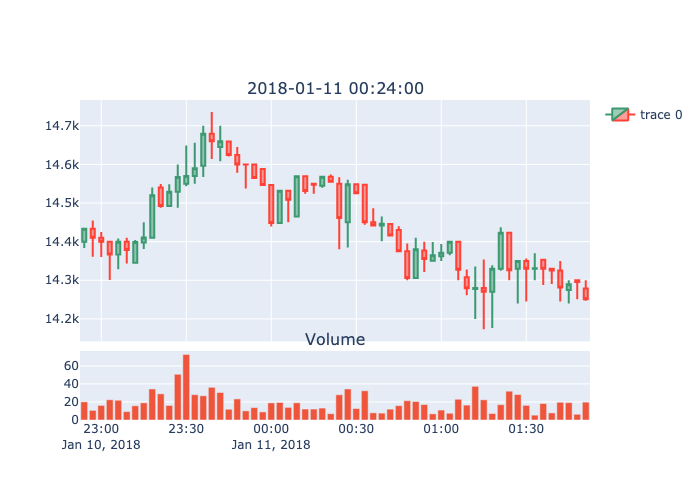 2018-01-11 00:24:00
trace 0
14.7k
14.6k
14.5k
14.4k
14.3k
14.2k
Volume
60
40
20
0
23:00 23:30 00:00 00:30 01:00 01:30
Jan 10, 2018 Jan 11, 2018